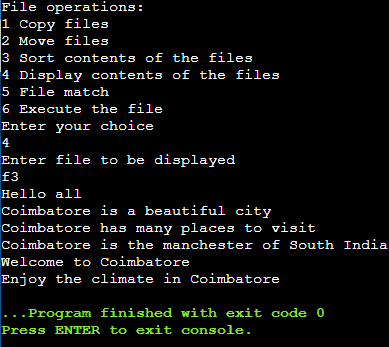 File operations:
1 Copy files
2 Move files
3 Sort contents of the files
4 Display contents of the files
5 File match
6 Execute the file
Enter your choice
4
Enter file to be displayed
f3
Hello all
Coimbatore is a beautiful city
Coimbatore has many places to visit
Coimbatore is the manchester of South India
Welcome to Coimbatore
Enjoy the climate in Coimbatore
...Program finished with exit code 0
Press ENTER to exit console.